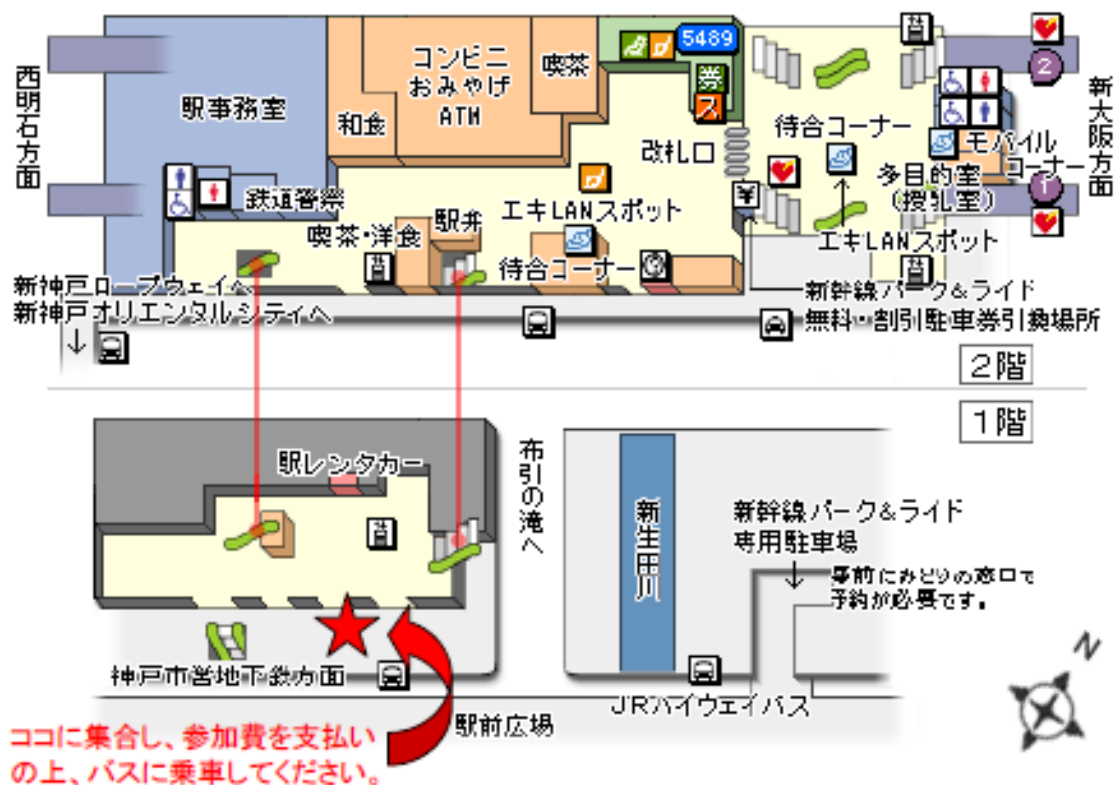 西明石方面
駅事務室
和食
コンビニ
おみやげ
ATM
喫茶
5489
券
ス
改札口
待合コーナー
2
新大阪方面
モバイル
コーナー
1
多目的室
(授乳室)
エキLANスポット
鉄道警察
喫茶・洋食
駅弁
エキLANスポット
待合コーナー
¥
新幹線パーク&ライド
無料・割引駐車券引換場所
新神戸ロープウェイへ
新神戸オリエンタルシティへ
2階
1階
駅レンタカー
布引の滝へ
新生田川
新幹線パーク&ライド
専用駐車場
事前にみどりの窓口で
予約が必要です。
神戸市営地下鉄方面
JRハイウェイバス
駅前広場
N
ココに集合し、参加費を支払い
の上、バスに乗車してください。